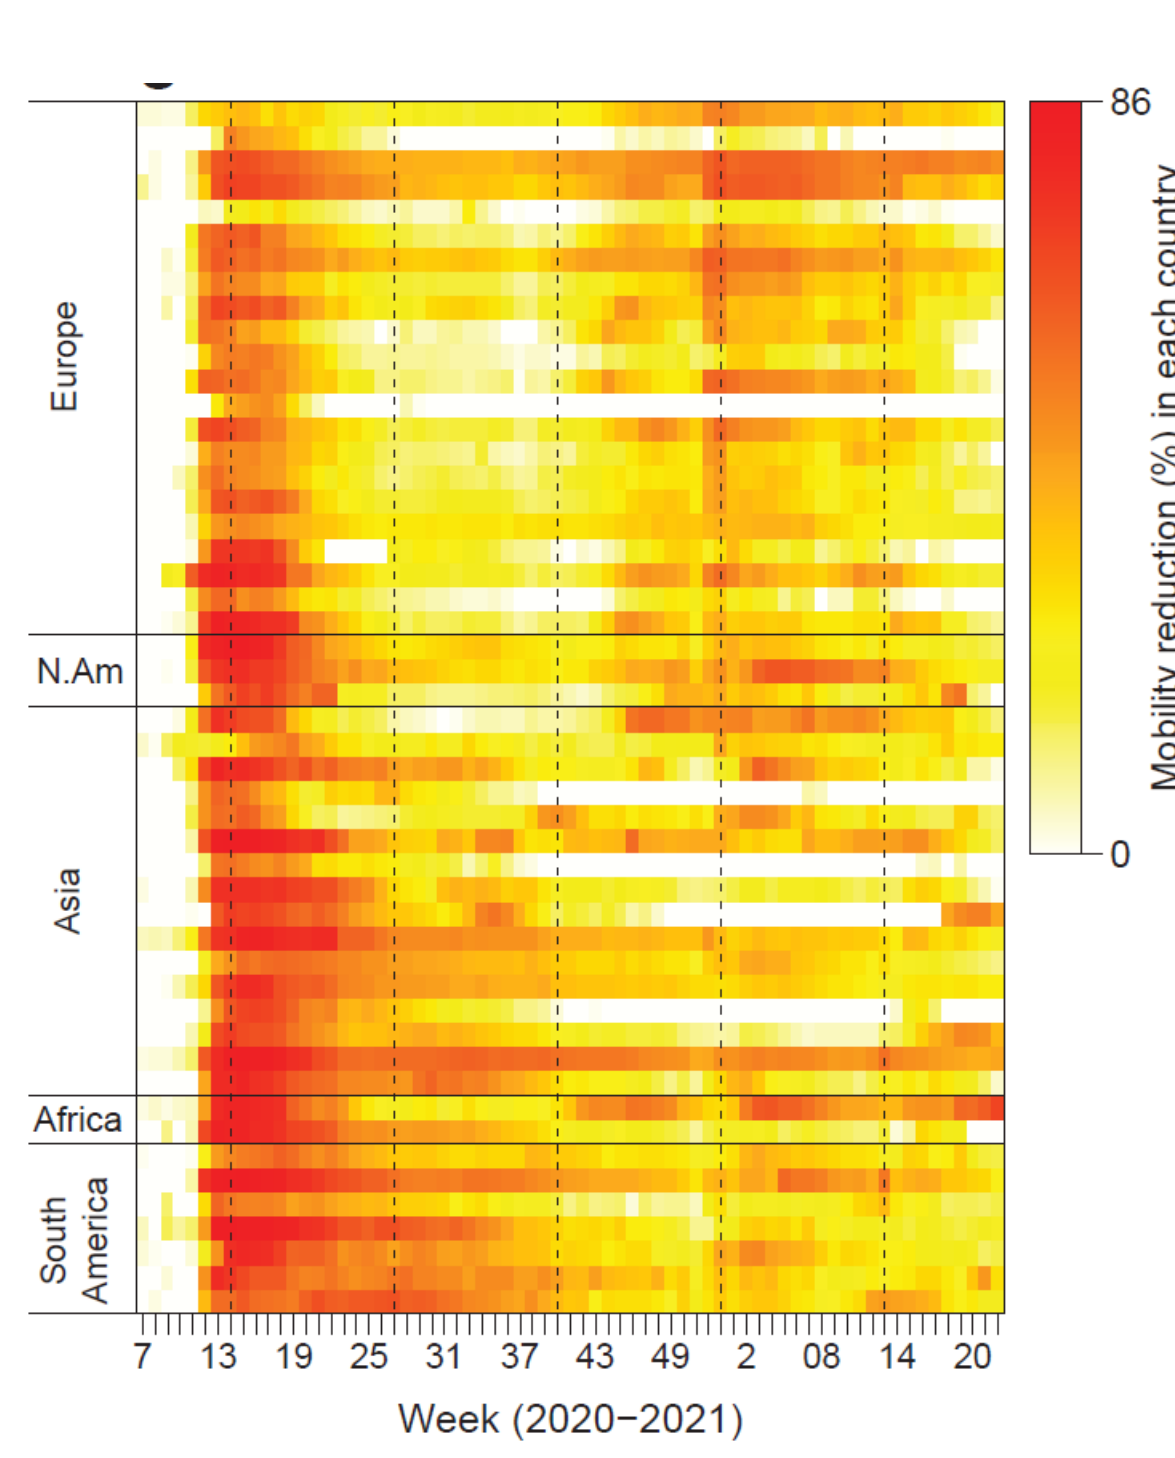 86
0
Mobility reduction (%) in each country
Europe
N.Am
Asia
Africa
South
America
7 13 19 25 31 37 43 49 2 08 14 20
Week (2020−2021)